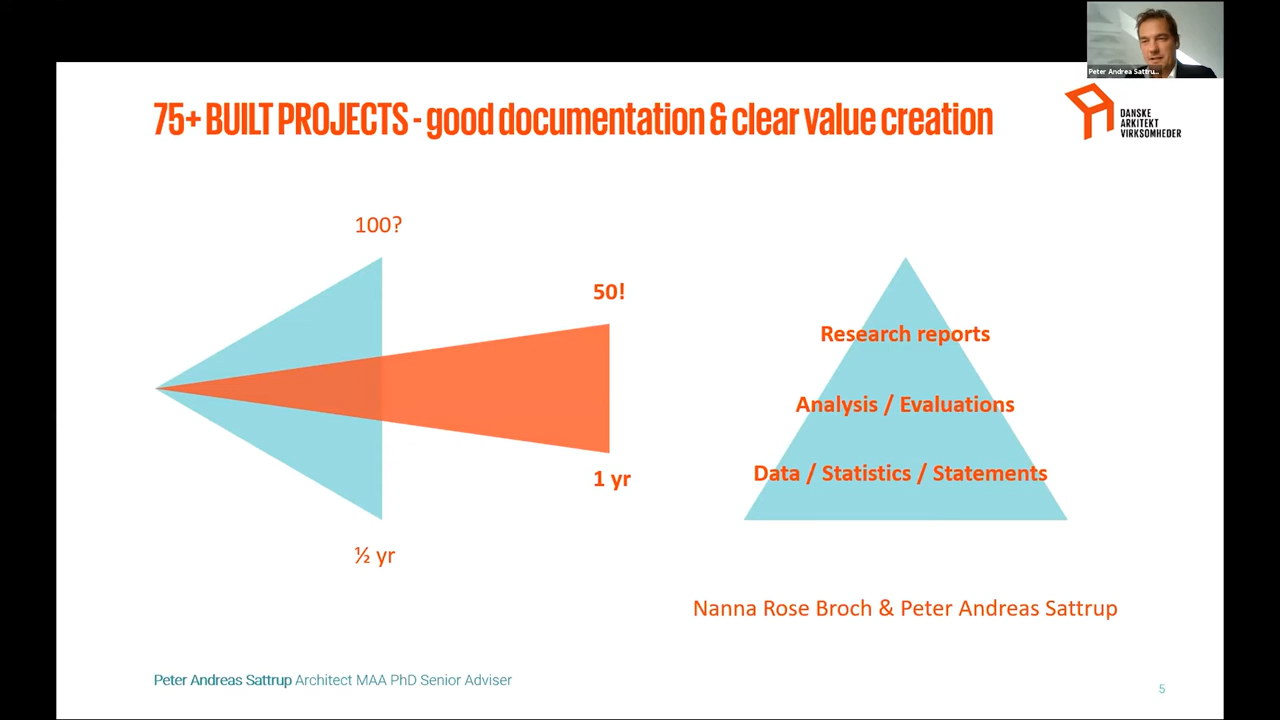 Peter Andrea Sattru...
75+ BUILT PROJECTS - good documentation & clear value creation
DANSKE
ARKITEKT
VIRKSOMHEDER
100?
50!
1 yr
½ yr
Research reports
Analysis / Evaluations
Data / Statistics / Statements
Nanna Rose Broch & Peter Andreas Sattrup
Peter Andreas Sattrup Architect MAA PhD Senior Adviser
5